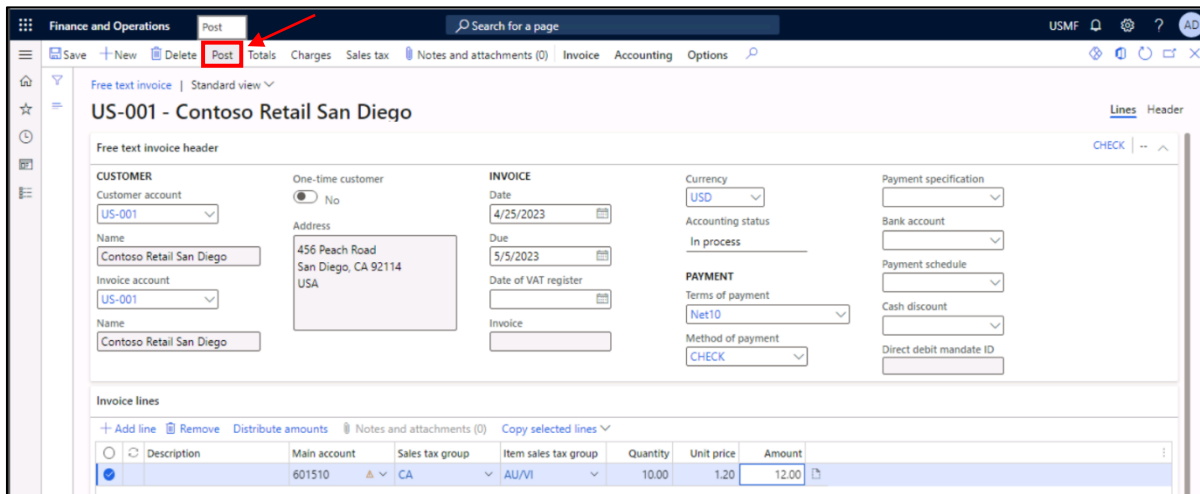 Finance and Operations Post Search for a page USMF ? AD
Save New Delete Post Totals Charges Sales tax Notes and attachments (0) Invoice Accounting Options
Free text invoice | Standard view
US-001 - Contoso Retail San Diego
Lines Header
Free text invoice header
CHECK | --
CUSTOMER
Customer account
US-001
Name
Contoso Retail San Diego
Invoice account
US-001
Name
Contoso Retail San Diego
One-time customer
No
Address
456 Peach Road
San Diego, CA 92114
USA
INVOICE
Date
4/25/2023
Due
5/5/2023
Date of VAT register
Invoice
Currency
USD
Accounting status
In process
PAYMENT
Terms of payment
Net10
Method of payment
CHECK
Payment specification
Bank account
Payment schedule
Cash discount
Direct debit mandate ID
Invoice lines
Add line Remove Distribute amounts Notes and attachments (0) Copy selected lines
Description Main account Sales tax group Item sales tax group Quantity Unit price Amount
601510 CA AU/VI 10.00 1.20 12.00